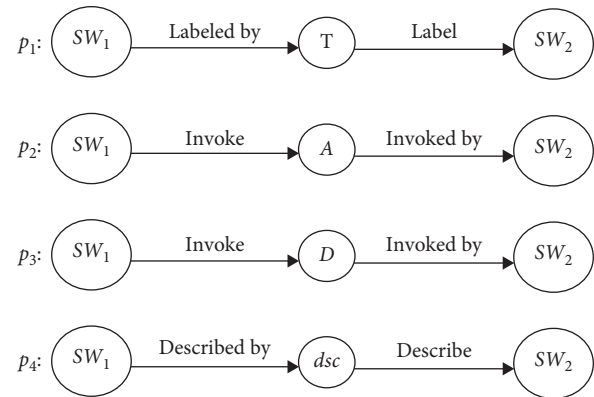 p₁: SW₁ Labeled by T Label SW₂
p₂: SW₁ Invoke A Invoked by SW₂
p₃: SW₁ Invoke D Invoked by SW₂
p₄: SW₁ Described by dsc Describe SW₂